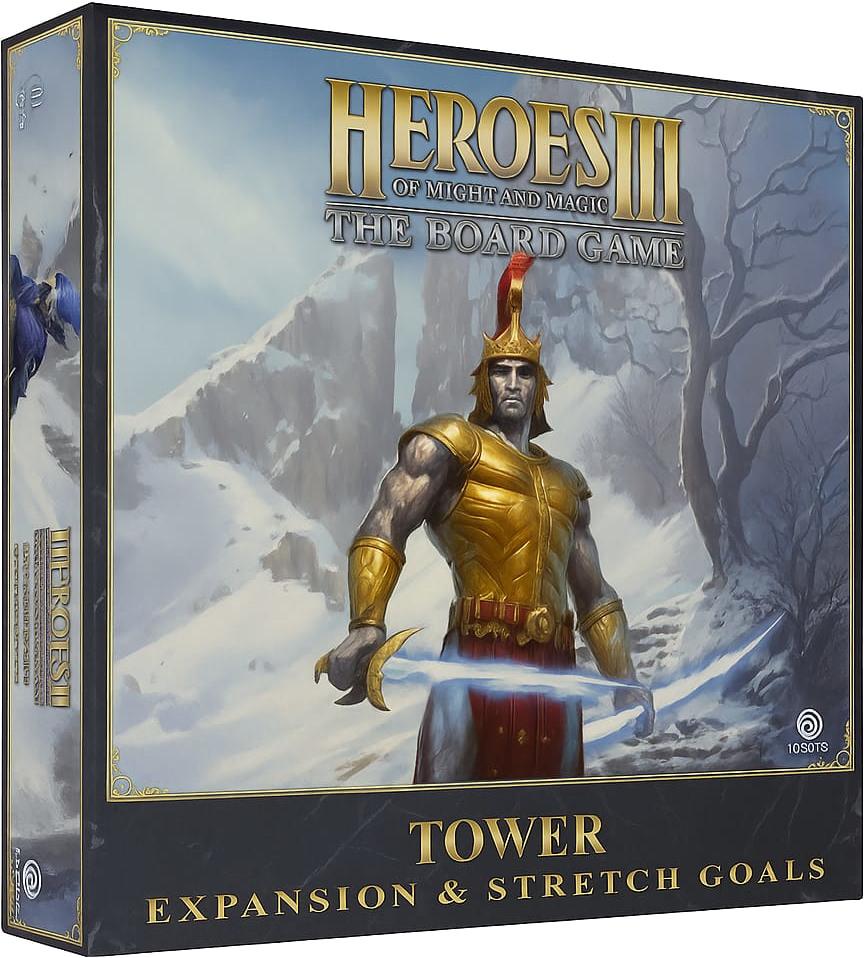 HEROES III
OF MIGHT AND MAGIC
THE BOARD GAME
10SOTS
TOWER
EXPANSION & STRETCH GOALS